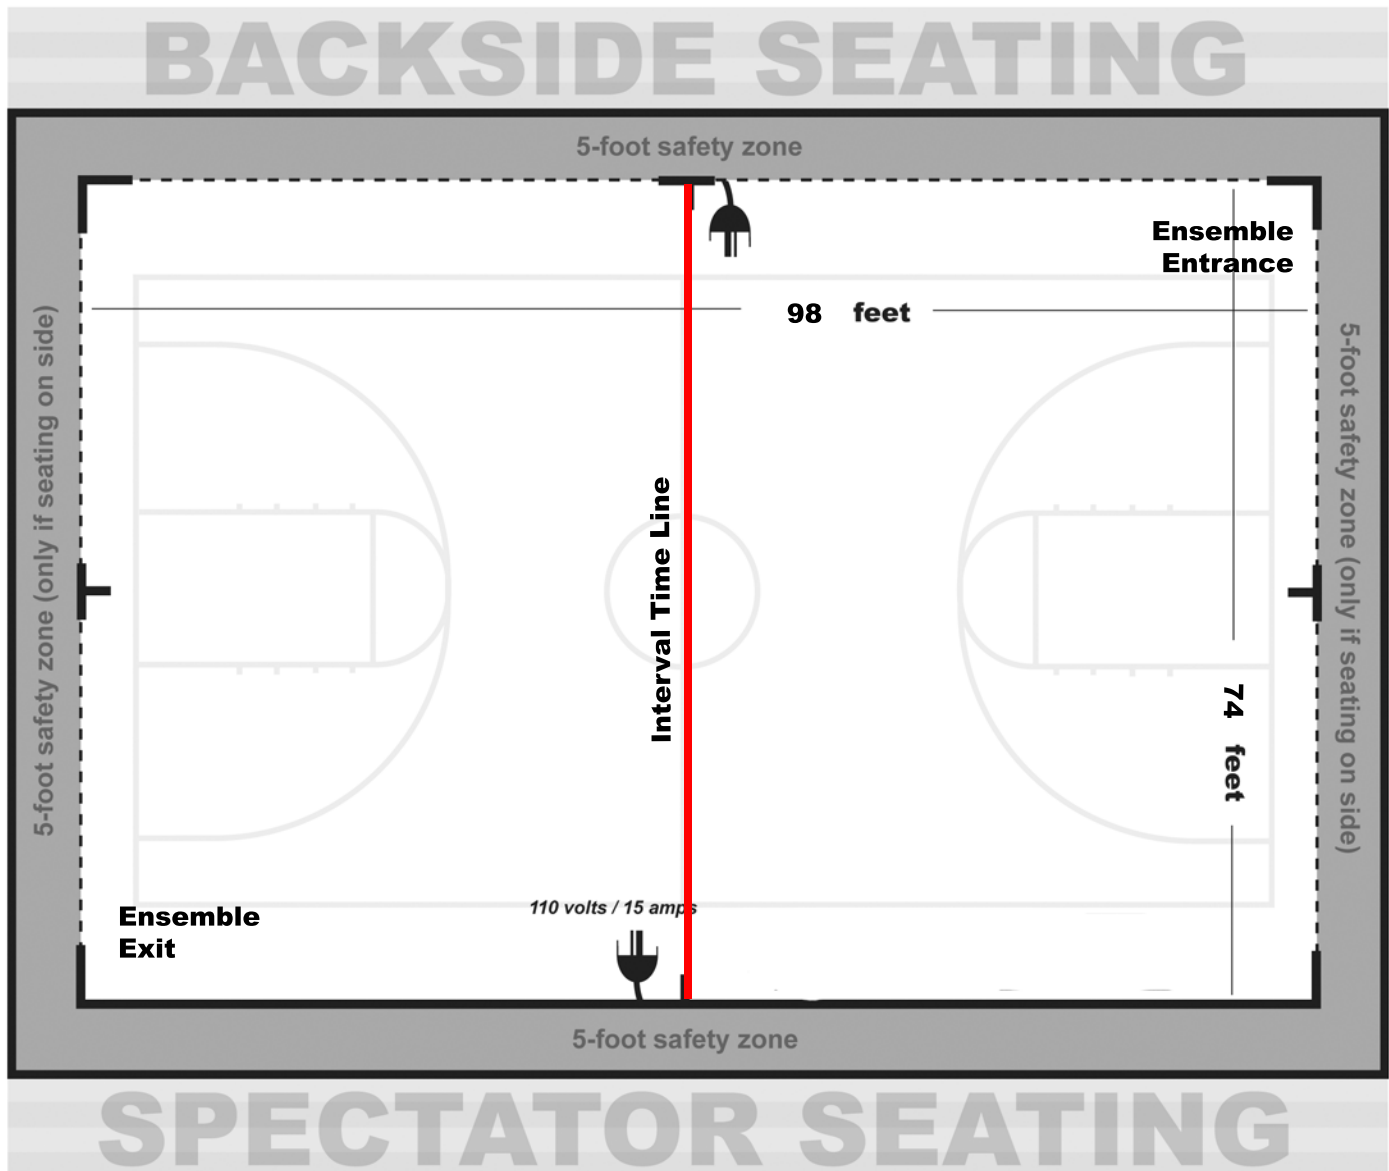 BACKSIDE SEATING
5-foot safety zone
Ensemble
Entrance
98 feet
5-foot safety zone (only if seating on side)
5-foot safety zone (only if seating on side)
Interval Time Line
74 feet
110 volts / 15 amps
Ensemble
Exit
5-foot safety zone
SPECTATOR SEATING